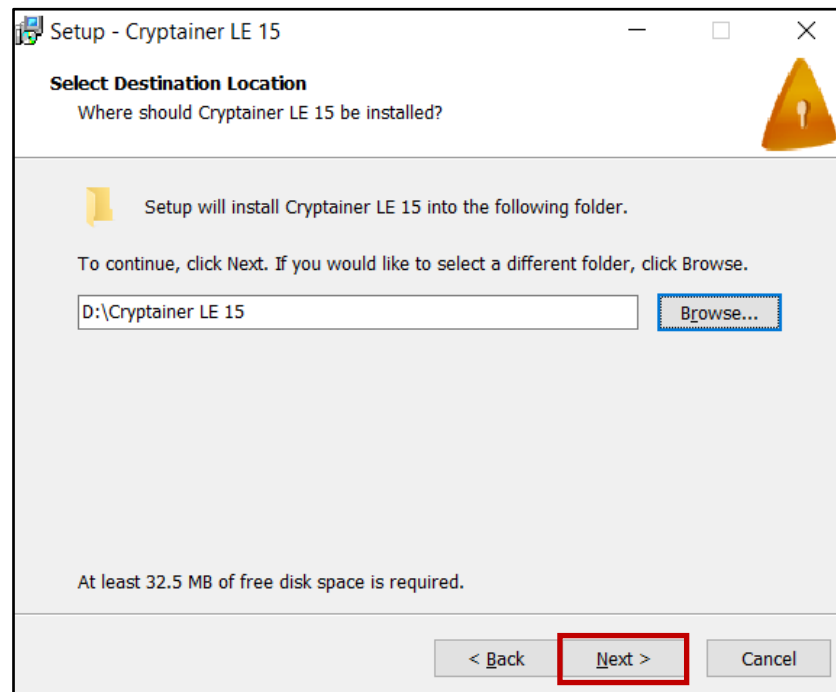 Setup - Cryptainer LE 15
Select Destination Location
Where should Cryptainer LE 15 be installed?
Setup will install Cryptainer LE 15 into the following folder.
To continue, click Next. If you would like to select a different folder, click Browse.
D:\Cryptainer LE 15
Browse...
At least 32.5 MB of free disk space is required.
< Back
Next >
Cancel